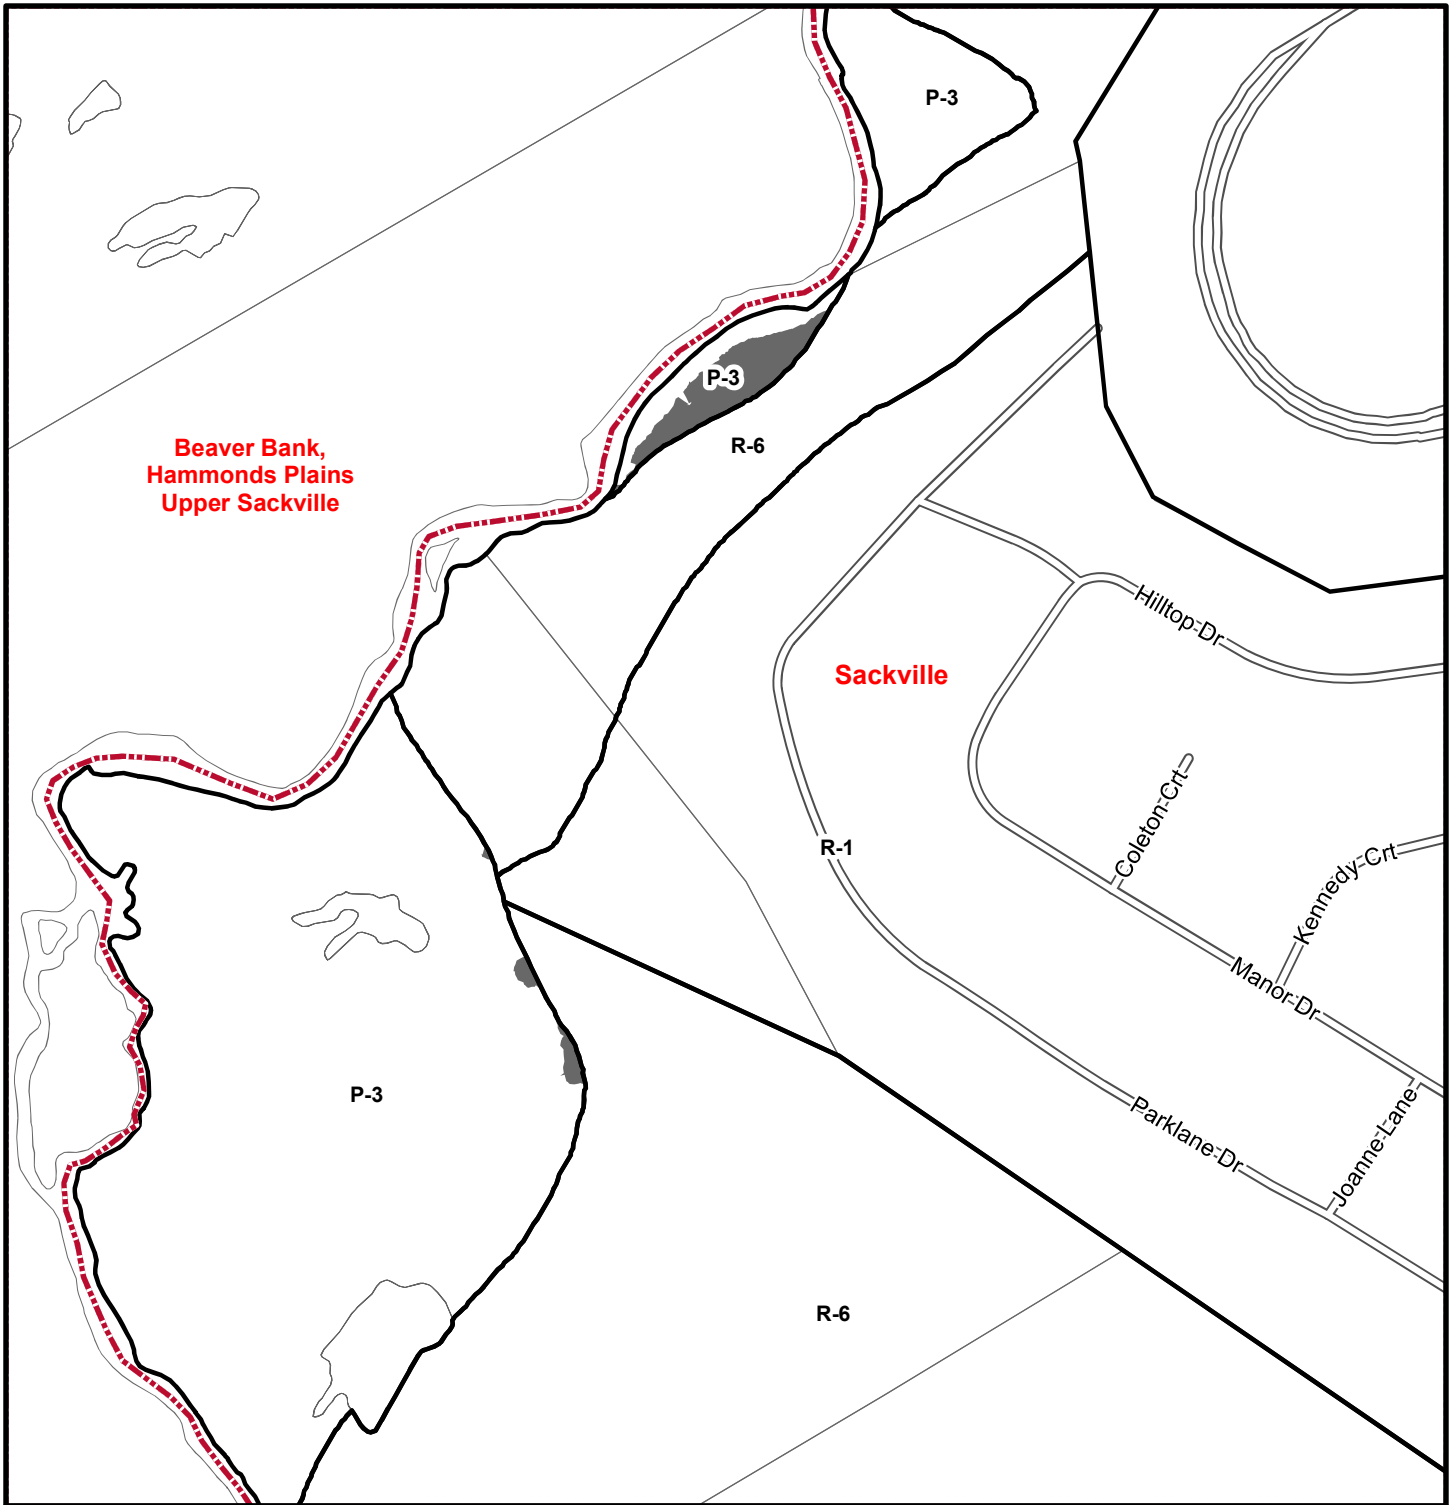 P-3
P-3
R-6
Beaver Bank,
Hammonds Plains
Upper Sackville
Hilltop Dr
Sackville
Coleton Crt
R-1
Kennedy Crt
Manor Dr
P-3
Parklane Dr
Joanne Lane
R-6